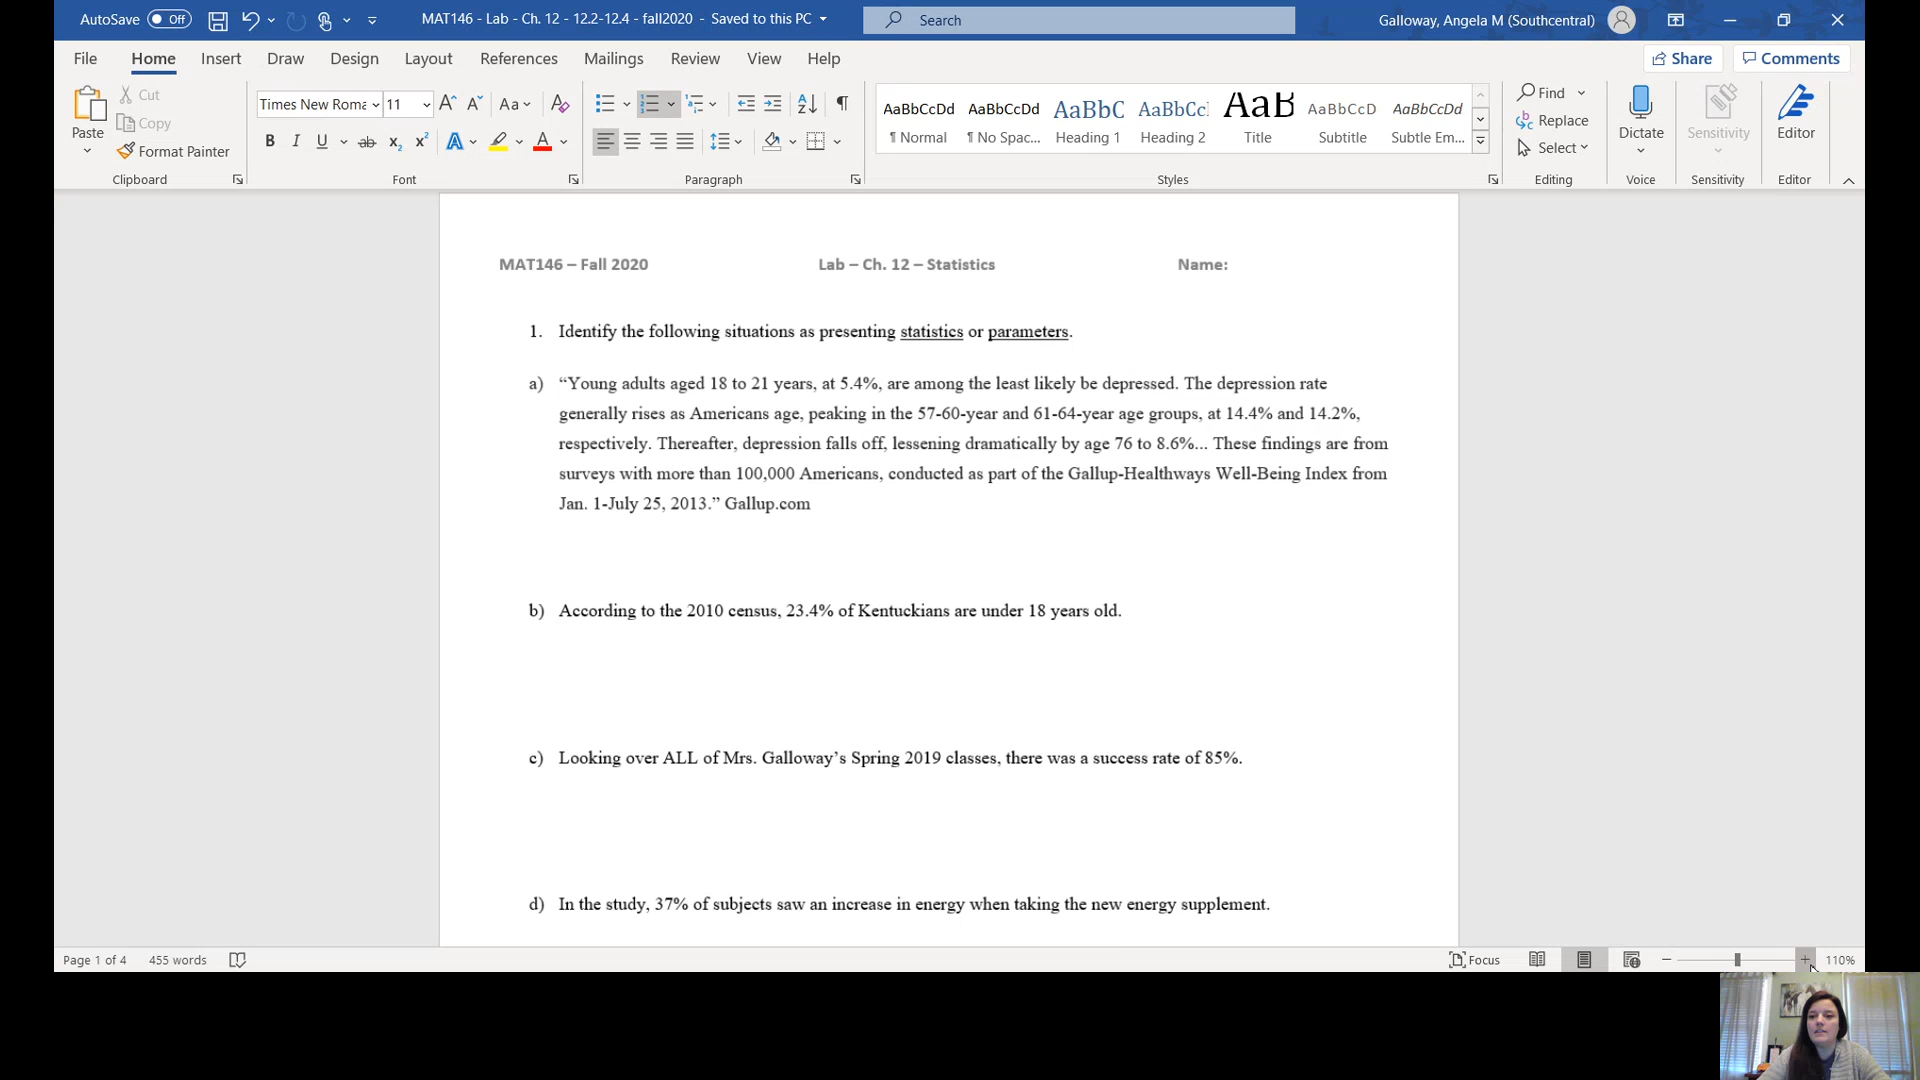 AutoSave Off MAT146 - Lab - Ch. 12 - 12.2-12.4 - fall2020 - Saved to this PC Search Galloway, Angela M (Southcentral)
File Home Insert Draw Design Layout References Mailings Review View Help Share Comments
Paste Cut Copy Format Painter Clipboard
Times New Roma 11 Aa Font
Paragraph
AaBbCcDd AaBbCcDd AaBbC AaBbCc AaB AaBbCcD AaBbCcDd
¶ Normal ¶ No Spac... Heading 1 Heading 2 Title Subtitle Subtle Em...
Styles
Find Replace Select Editing
Dictate Voice
Sensitivity Sensitivity
Editor Editor
MAT146 – Fall 2020 Lab – Ch. 12 – Statistics Name:
1. Identify the following situations as presenting statistics or parameters.
a) “Young adults aged 18 to 21 years, at 5.4%, are among the least likely be depressed. The depression rate
generally rises as Americans age, peaking in the 57-60-year and 61-64-year age groups, at 14.4% and 14.2%,
respectively. Thereafter, depression falls off, lessening dramatically by age 76 to 8.6%... These findings are from
surveys with more than 100,000 Americans, conducted as part of the Gallup-Healthways Well-Being Index from
Jan. 1-July 25, 2013.” Gallup.com
b) According to the 2010 census, 23.4% of Kentuckians are under 18 years old.
c) Looking over ALL of Mrs. Galloway’s Spring 2019 classes, there was a success rate of 85%.
d) In the study, 37% of subjects saw an increase in energy when taking the new energy supplement.
Page 1 of 4 455 words Focus 110%